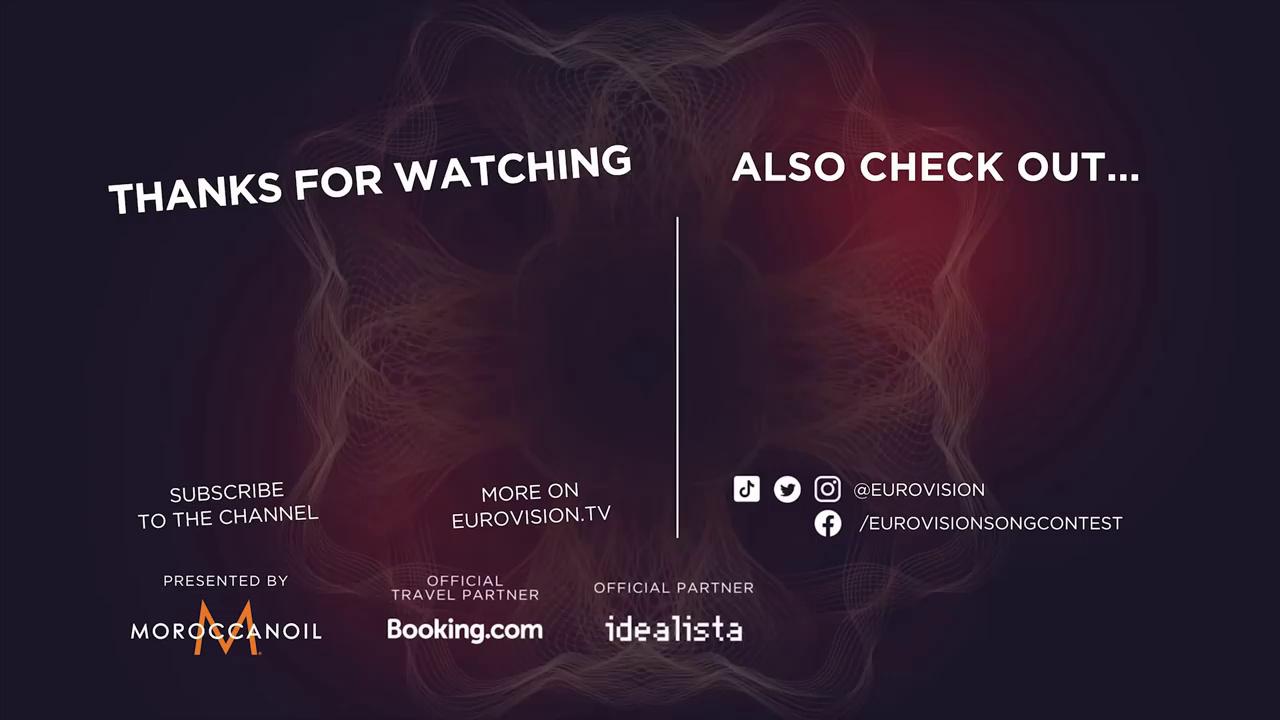 THANKS FOR WATCHING
ALSO CHECK OUT...
SUBSCRIBE
TO THE CHANNEL
MORE ON
EUROVISION.TV
@EUROVISION
/EUROVISIONSONGCONTEST
PRESENTED BY
MOROCCANOIL
OFFICIAL
TRAVEL PARTNER
Booking.com
OFFICIAL PARTNER
idealista